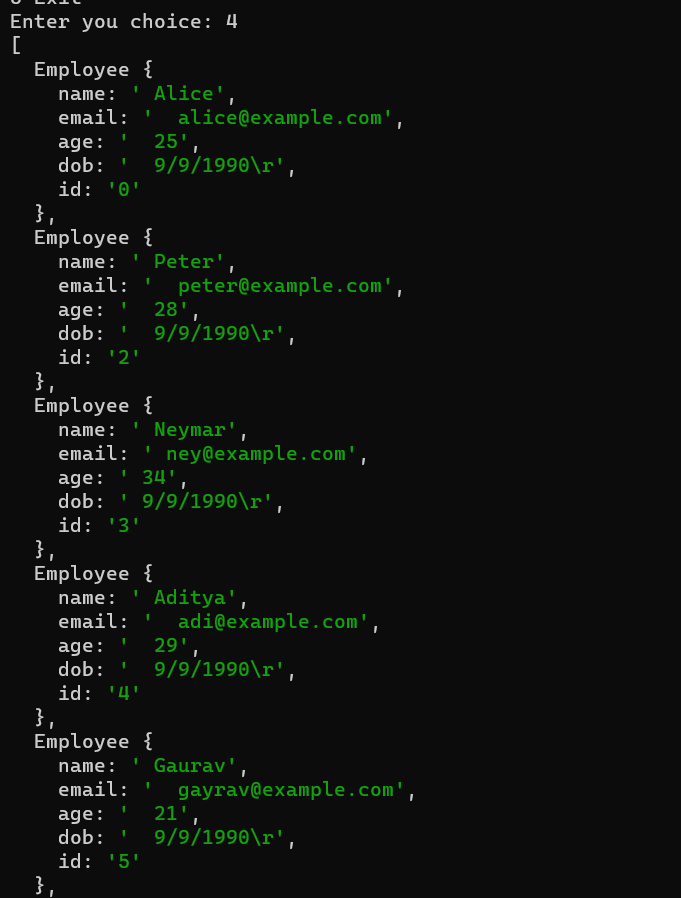 6 Exit
Enter you choice: 4
[
  Employee {
    name: ' Alice',
    email: '  alice@example.com',
    age: '  25',
    dob: '  9/9/1990\r',
    id: '0'
  },
  Employee {
    name: ' Peter',
    email: '  peter@example.com',
    age: '  28',
    dob: '  9/9/1990\r',
    id: '2'
  },
  Employee {
    name: ' Neymar',
    email: ' ney@example.com',
    age: ' 34',
    dob: ' 9/9/1990\r',
    id: '3'
  },
  Employee {
    name: ' Aditya',
    email: '  adi@example.com',
    age: '  29',
    dob: '  9/9/1990\r',
    id: '4'
  },
  Employee {
    name: ' Gaurav',
    email: '  gayrav@example.com',
    age: '  21',
    dob: '  9/9/1990\r',
    id: '5'
  },